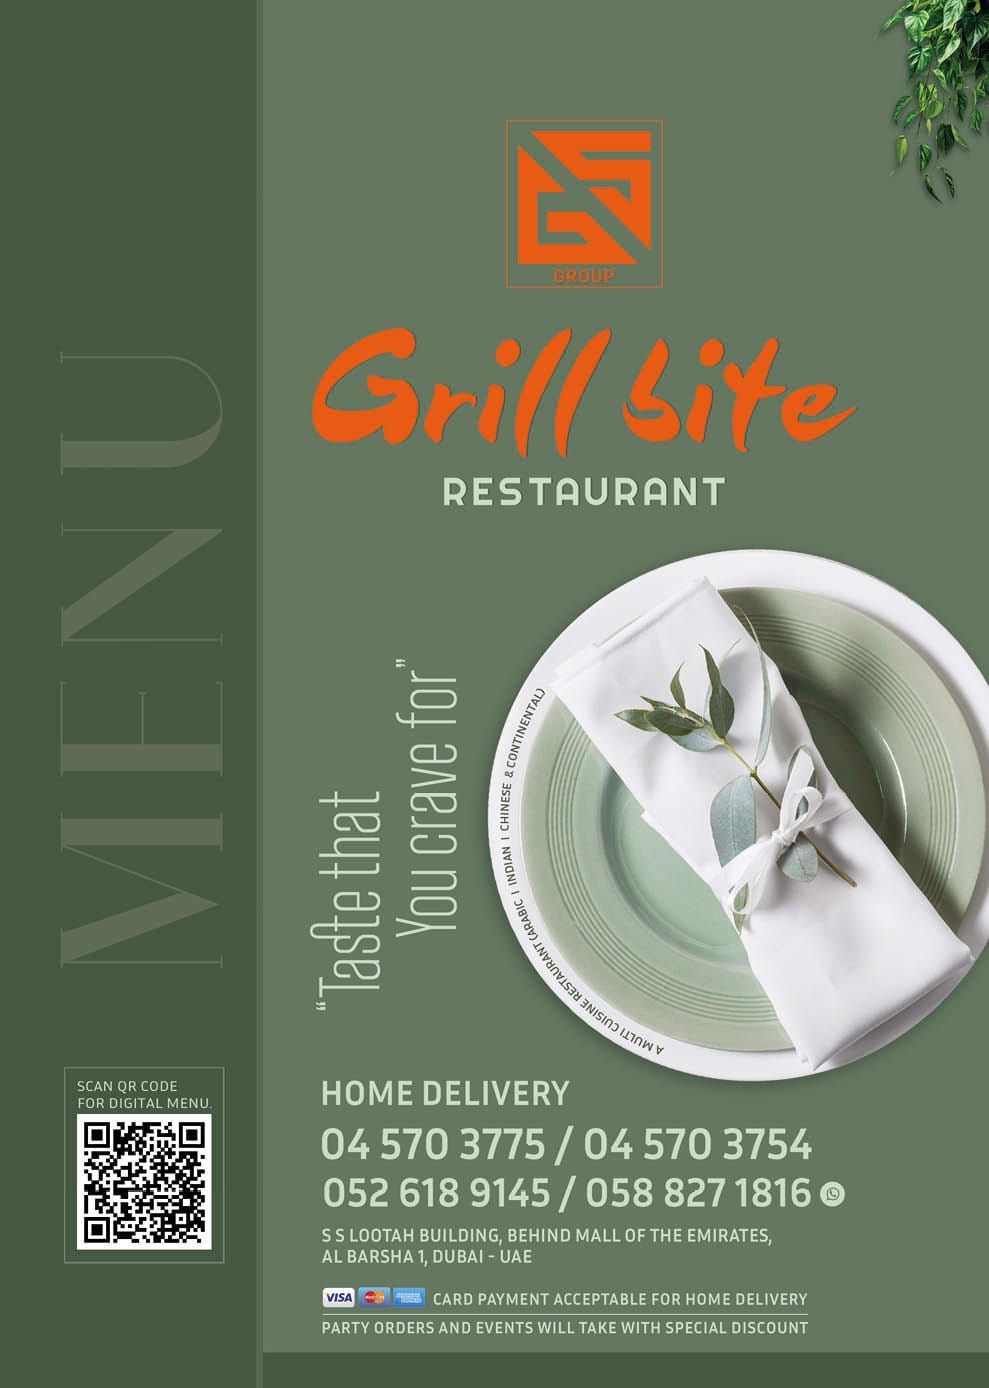 GROUP
Grill bite
RESTAURANT
MENU
"Taste that
You crave for"
A MULTI CUISINE RESTAURANT (ARABIC I INDIAN I CHINESE & CONTINENTAL)
SCAN QR CODE
FOR DIGITAL MENU.
HOME DELIVERY
04 570 3775 / 04 570 3754
052 618 9145 / 058 827 1816
S S LOOTAH BUILDING, BEHIND MALL OF THE EMIRATES,
AL BARSHA 1, DUBAI - UAE
VISA MasterCard AMERICAN EXPRESS CARD PAYMENT ACCEPTABLE FOR HOME DELIVERY
PARTY ORDERS AND EVENTS WILL TAKE WITH SPECIAL DISCOUNT